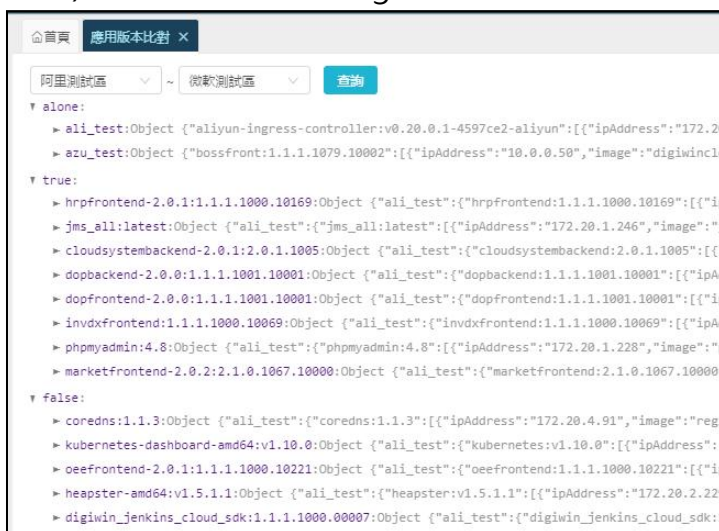 首頁 應用版本比對 ×
阿里測試區 ~ 微軟測試區 查詢
alone:
ali_test:Object {"aliyun-ingress-controller:v0.20.0.1-4597ce2-aliyun":[{"ipAddress":"172.2
azu_test:Object {"bossfront:1.1.1.1079.10002":[{"ipAddress":"10.0.0.50","image":"digiwincl
true:
hrpfrontend-2.0.1:1.1.1.1000.10169:Object {"ali_test":{"hrpfrontend:1.1.1.1000.10169":[{"i
jms_all:latest:Object {"ali_test":{"jms_all:latest":[{"ipAddress":"172.20.1.246","image":"
cloudsystembackend-2.0.1:2.0.1.1005:Object {"ali_test":{"cloudsystembackend:2.0.1.1005":[{
dopbackend-2.0.0:1.1.1.1001.10001:Object {"ali_test":{"dopbackend:1.1.1.1001.10001":[{"ipA
dopfrontend-2.0.0:1.1.1.1001.10001:Object {"ali_test":{"dopfrontend:1.1.1.1001.10001":[{"i
invdxfrontend:1.1.1.1000.10069:Object {"ali_test":{"invdxfrontend:1.1.1.1000.10069":[{"ipA
phpmyadmin:4.8:Object {"ali_test":{"phpmyadmin:4.8":[{"ipAddress":"172.20.1.228","image":"
marketfrontend-2.0.2:2.1.0.1067.10000:Object {"ali_test":{"marketfrontend:2.1.0.1067.10000
false:
coredns:1.1.3:Object {"ali_test":{"coredns:1.1.3":[{"ipAddress":"172.20.4.91","image":"reg
kubernetes-dashboard-amd64:v1.10.0:Object {"ali_test":{"kubernetes:v1.10.0":[{"ipAddress":
oeefrontend-2.0.1:1.1.1.1000.10221:Object {"ali_test":{"oeefrontend:1.1.1.1000.10221":[{"i
heapster-amd64:v1.5.1.1:Object {"ali_test":{"heapster:v1.5.1.1":[{"ipAddress":"172.20.2.22
digiwin_jenkins_cloud_sdk:1.1.1.1000.00007:Object {"ali_test":{"digiwin_jenkins_cloud_sdk: